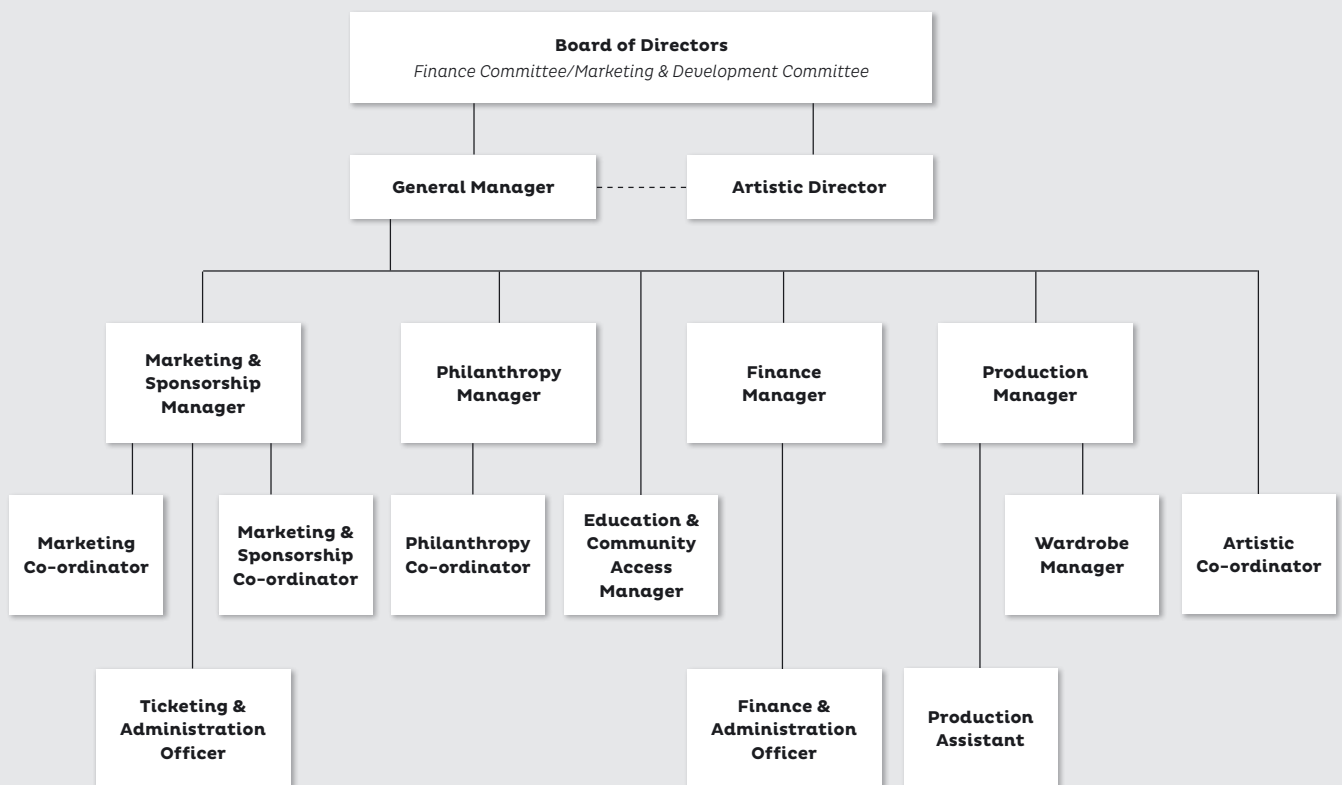 Board of Directors
Finance Committee/Marketing & Development Committee
General Manager
Artistic Director
Marketing &
Sponsorship
Manager
Philanthropy
Manager
Finance
Manager
Production
Manager
Marketing
Co-ordinator
Marketing &
Sponsorship
Co-ordinator
Philanthropy
Co-ordinator
Education &
Community
Access
Manager
Wardrobe
Manager
Artistic
Co-ordinator
Ticketing &
Administration
Officer
Finance &
Administration
Officer
Production
Assistant